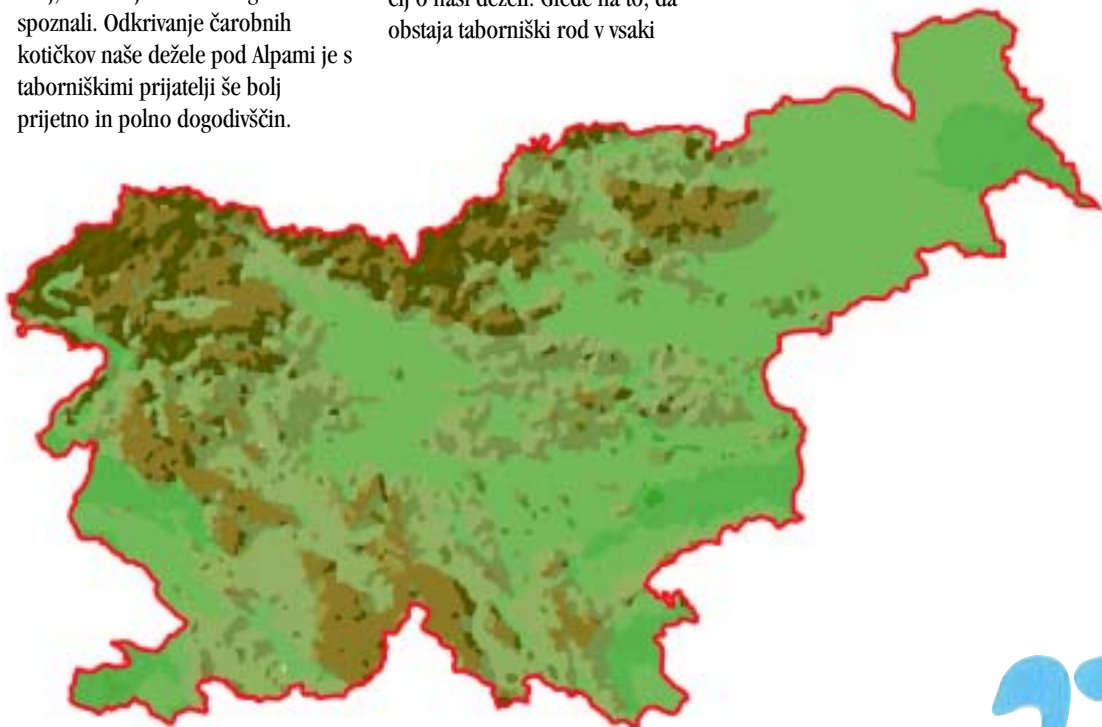 spoznali. Odkrivanje čarobnih
kotičkov naše dežele pod Alpami je s
taborniškimi prijatelji še bolj
prijetno in polno dogodivščin.
obstaja taborniški rod v vsaki